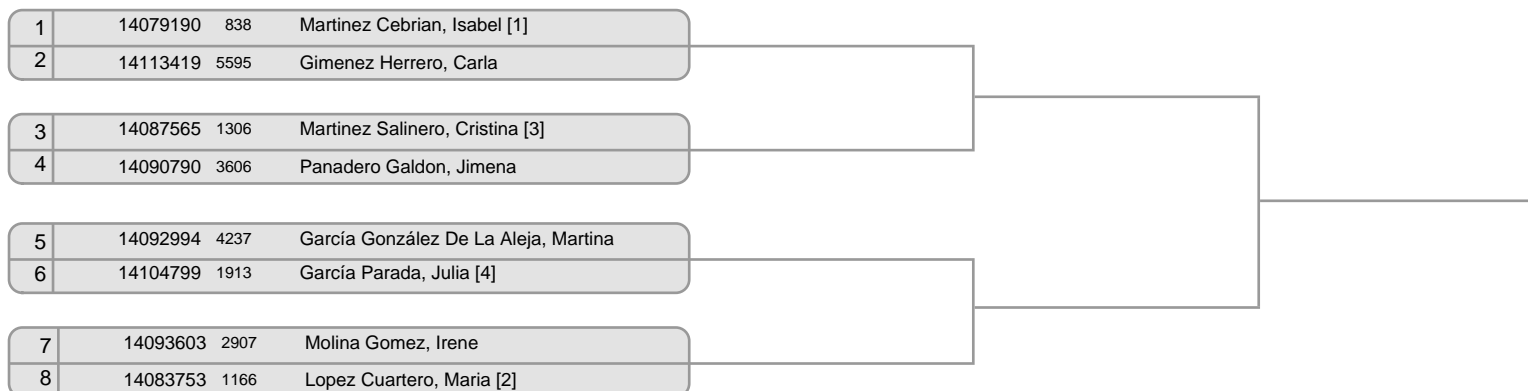 1 14079190 838 Martinez Cebrian, Isabel [1]
2 14113419 5595 Gimenez Herrero, Carla
3 14087565 1306 Martinez Salinero, Cristina [3]
4 14090790 3606 Panadero Galdon, Jimena
5 14092994 4237 García González De La Aleja, Martina
6 14104799 1913 García Parada, Julia [4]
7 14093603 2907 Molina Gomez, Irene
8 14083753 1166 Lopez Cuartero, Maria [2]